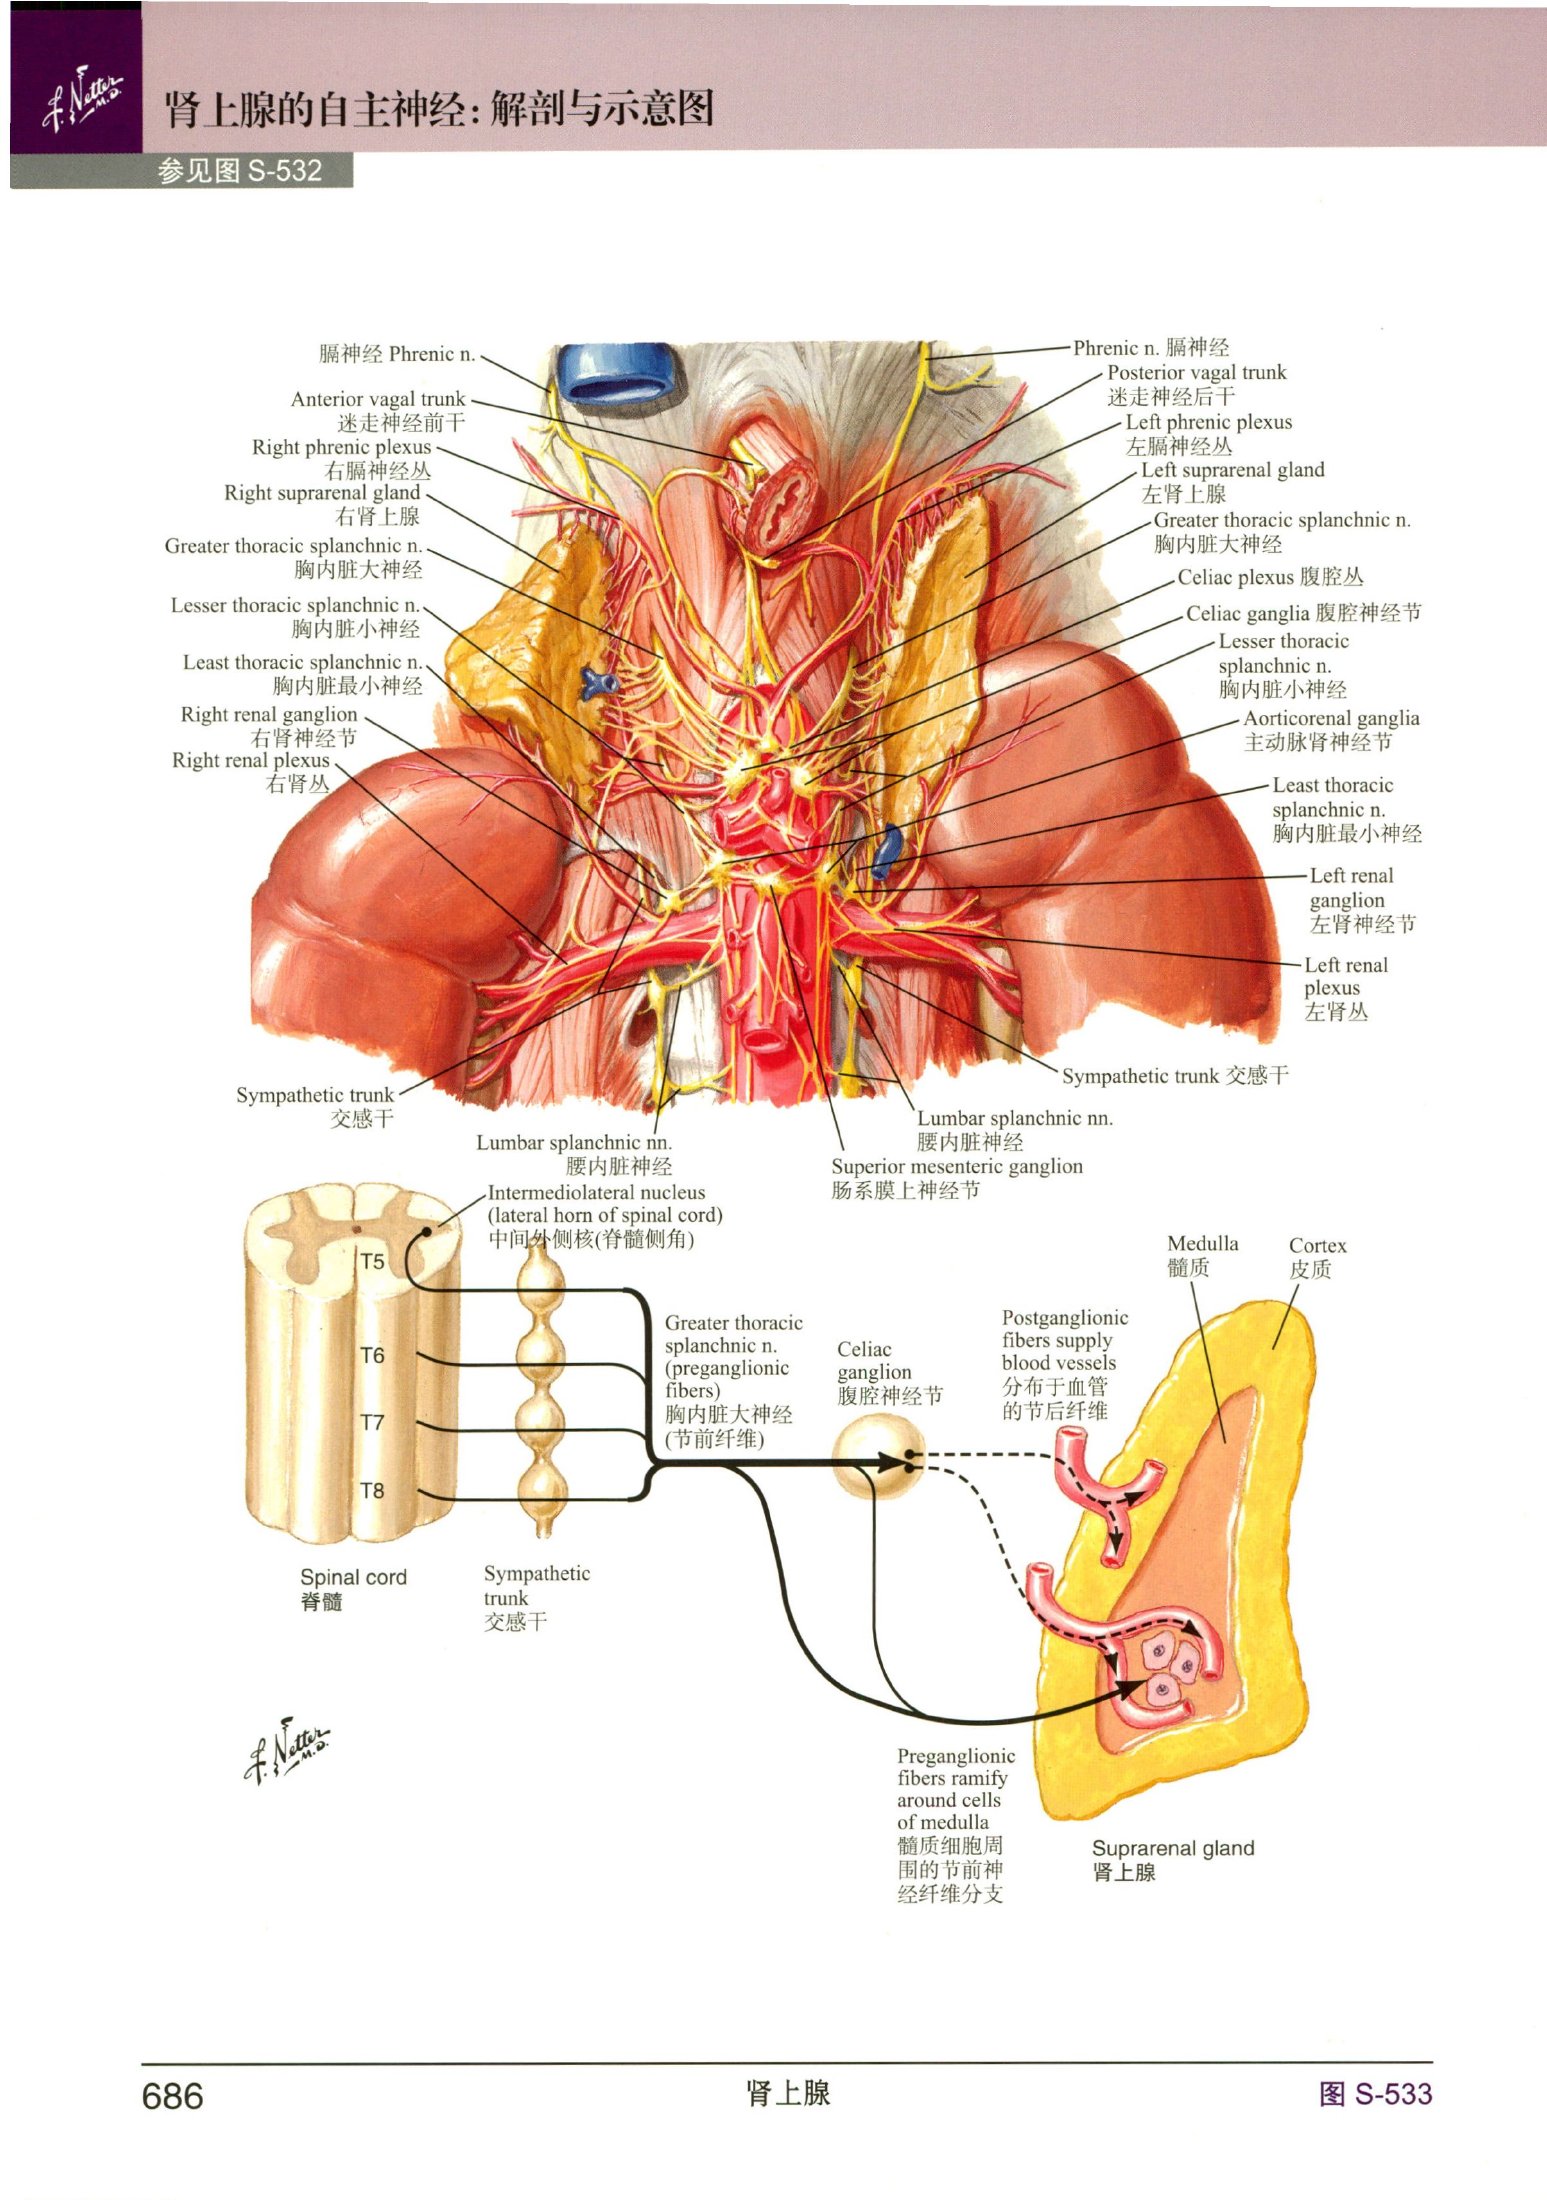 F. Netter M.D.
肾上腺的自主神经：解剖与示意图
参见图 S-532
膈神经 Phrenic n.
Anterior vagal trunk
迷走神经前干
Right phrenic plexus
右膈神经丛
Right suprarenal gland
右肾上腺
Greater thoracic splanchnic n.
胸内脏大神经
Lesser thoracic splanchnic n.
胸内脏小神经
Least thoracic splanchnic n.
胸内脏最小神经
Right renal ganglion
右肾神经节
Right renal plexus
右肾丛
Sympathetic trunk
交感干
Lumbar splanchnic nn.
腰内脏神经
Phrenic n. 膈神经
Posterior vagal trunk
迷走神经后干
Left phrenic plexus
左膈神经丛
Left suprarenal gland
左肾上腺
Greater thoracic splanchnic n.
胸内脏大神经
Celiac plexus 腹腔丛
Celiac ganglia 腹腔神经节
Lesser thoracic
splanchnic n.
胸内脏小神经
Aorticorenal ganglia
主动脉肾神经节
Least thoracic
splanchnic n.
胸内脏最小神经
Left renal
ganglion
左肾神经节
Left renal
plexus
左肾丛
Sympathetic trunk 交感干
Lumbar splanchnic nn.
腰内脏神经
Superior mesenteric ganglion
肠系膜上神经节
Intermediolateral nucleus
(lateral horn of spinal cord)
中间外侧核(脊髓侧角)
T5
T6
T7
T8
Spinal cord
脊髓
Sympathetic
trunk
交感干
Greater thoracic
splanchnic n.
(preganglionic
fibers)
胸内脏大神经
(节前纤维)
Celiac
ganglion
腹腔神经节
Postganglionic
fibers supply
blood vessels
分布于血管
的节后纤维
Medulla
髓质
Cortex
皮质
Preganglionic
fibers ramify
around cells
of medulla
髓质细胞周
围的节前神
经纤维分支
Suprarenal gland
肾上腺
F. Netter M.D.
686
肾上腺
图 S-533